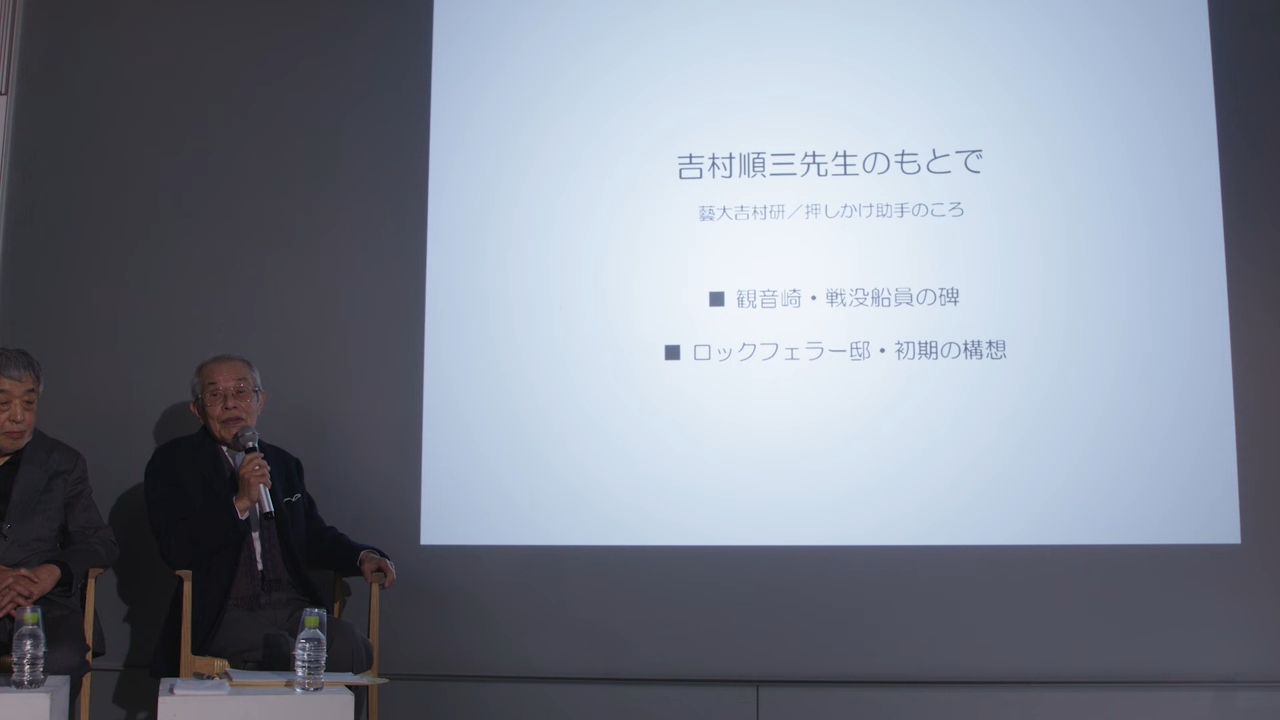 吉村順三先生のもとで
藝大吉村研／押しかけ助手のころ
■ 観音崎・戦没船員の碑
■ ロックフェラー邸・初期の構想